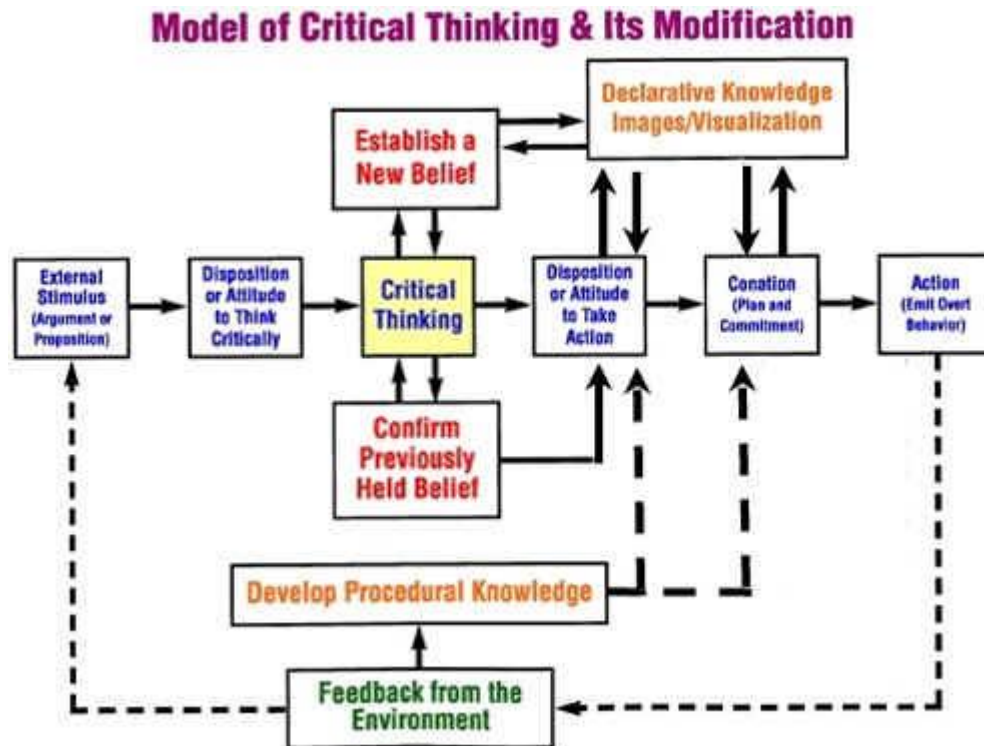 Model of Critical Thinking & Its Modification
Declarative Knowledge
Images/Visualization
Establish a
New Belief
External
Stimulus
(Argument or
Proposition)
Disposition
or Attitude
to Think
Critically
Critical
Thinking
Disposition
or Attitude
to Take
Action
Conation
(Plan and
Commitment)
Action
(Emit Overt
Behavior)
Confirm
Previously
Held Belief
Develop Procedural Knowledge
Feedback from the
Environment